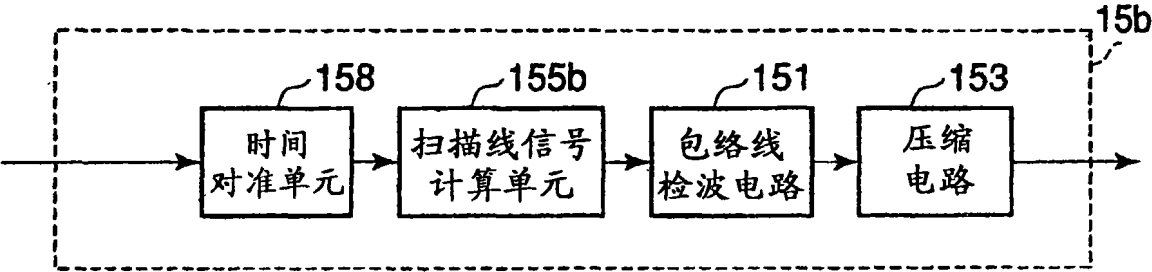 15b
158
155b
151
153
时间
对准单元
扫描线信号
计算单元
包络线
检波电路
压缩
电路